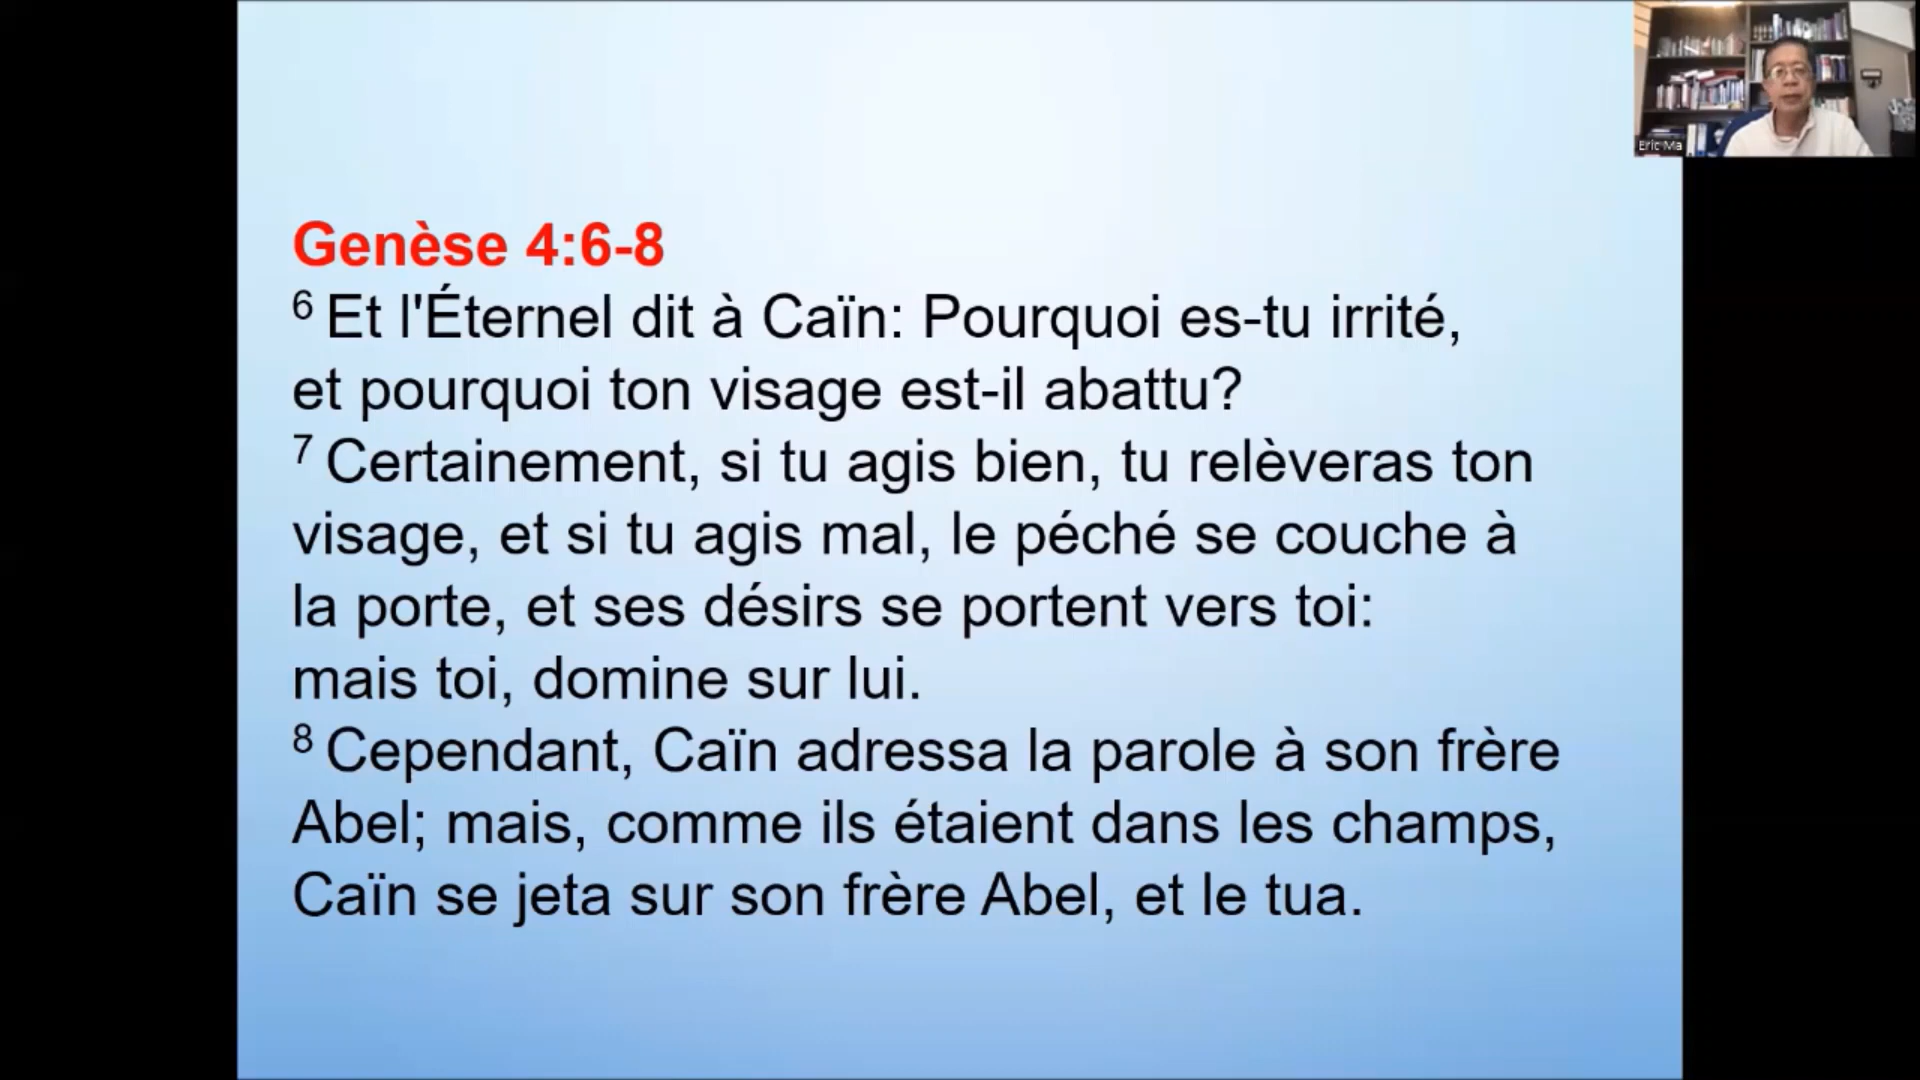 Genèse 4:6-8
6 Et l'Éternel dit à Caïn: Pourquoi es-tu irrité,
et pourquoi ton visage est-il abattu?
7 Certainement, si tu agis bien, tu relèveras ton
visage, et si tu agis mal, le péché se couche à
la porte, et ses désirs se portent vers toi:
mais toi, domine sur lui.
8 Cependant, Caïn adressa la parole à son frère
Abel; mais, comme ils étaient dans les champs,
Caïn se jeta sur son frère Abel, et le tua.
Eric Ma